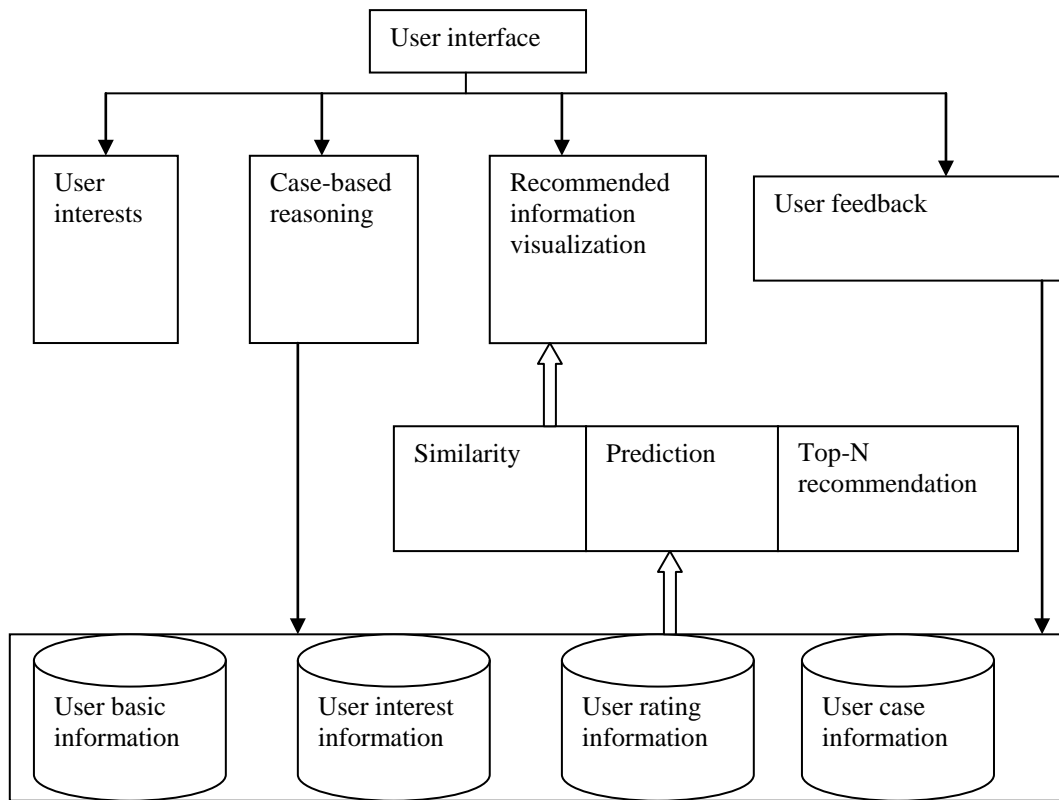 User interface
User
interests
Case-based
reasoning
Recommended
information
visualization
User feedback
Similarity
Prediction
Top-N
recommendation
User basic
information
User interest
information
User rating
information
User case
information